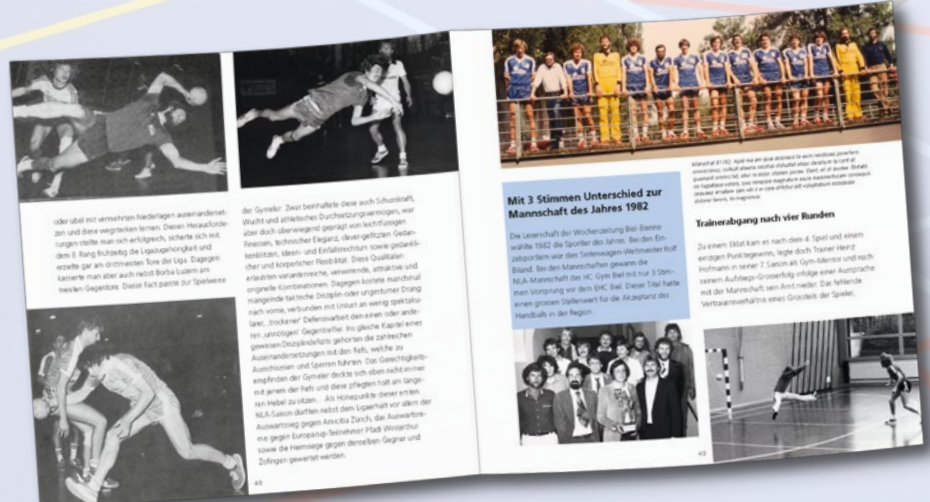 oder übel mit vermehrten Niederlagen auseinanderset-
zen und diese wegstecken lernen. Diesen Herausforde-
rungen stellte man sich erfolgreich, sicherte sich mit
dem 8. Rang frühzeitig die Ligazugehörigkeit und
erzielte gar am drittmeisten Tore der Liga. Dagegen
kassierte man aber auch nebst Borba Luzern am
meisten Gegentore. Dieser Fact passte zur Spielweise
der Gymeler. Zwar beinhaltete diese auch Schusskraft,
Wucht und athletisches Durchsetzungsvermögen, war
aber doch überwiegend geprägt von leichtfüssigen
Finessen, technischer Eleganz, clever-gefitzten Gedan-
kenblitzen, Ideen- und Einfallsreichtum sowie gedankli-
cher und körperlicher Flexibilität. Diese Qualitäten
erlaubten variantenreiche, verwerende, attraktive und
originelle Kombinationen. Dagegen kostete manchmal
mangelnde taktische Disziplin oder ungestümer Drang
nach vorne, verbunden mit Unlust an wenig spektaku-
lärer, „trockener“ Defensivarbeit den einen oder ande-
ren „unnötigen“ Gegentreffer. Ins gleiche Kapitel eines
gewissen Disziplindefizits gehörten die zahlreichen
Auseinandersetzungen mit den Refs, welche zu
Ausschlüssen und Sperren führten. Das Gerechtigkeits-
empfinden der Gymeler deckte sich eben nicht immer
mit jenem der Refs und diese pflegten halt am länge-
ren Hebel zu sitzen... Als Höhepunkte dieser ersten
NLA-Saison durften nebst dem Ligaerhalt vor allem der
Auswärtssieg gegen Amicitia Zürich, das Auswärtsre-
mis gegen Europacup-Teilnehmer Pfadi Winterthur
sowie die Heimsiege gegen denselben Gegner und
Zofingen gewertet werden.
48
Mit 3 Stimmen Unterschied zur
Mannschaft des Jahres 1982
Die Leserschaft der Wochenzeitung Biel-Bienne
wählte 1982 die Sportler des Jahres. Bei den Ein-
zelsportlern war dies Seitenwagen-Weltmeister Rolf
Biland. Bei den Mannschaften gewann die
NLA-Mannschaft des HC Gym Biel mit nur 3 Stim-
men Vorsprung vor dem EHC Biel. Dieser Titel hatte
einen grossen Stellenwert für die Akzeptanz des
Handballs in der Region.
Trainerabgang nach vier Runden
Zu einem Eklat kam es nach dem 4. Spiel und einem
einzigen Punktegewinn, legte doch Trainer Heinz
Hofmann in seiner 7. Saison als Gym-Mentor und nach
seinem Aufstiegs-Grosserfolg infolge einer Aussprache
mit der Mannschaft sein Amt nieder. Das fehlende
Vertrauensverhältnis eines Grossteils der Spieler,
49